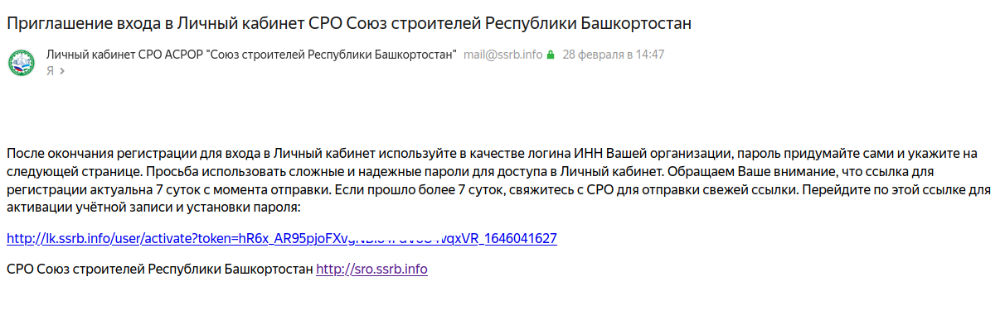 Приглашение входа в Личный кабинет СРО Союз строителей Республики Башкортостан
Личный кабинет СРО АСРОР "Союз строителей Республики Башкортостан" mail@ssrb.info 28 февраля в 14:47
Я >
После окончания регистрации для входа в Личный кабинет используйте в качестве логина ИНН Вашей организации, пароль придумайте сами и укажите на
следующей странице. Просьба использовать сложные и надежные пароли для доступа в Личный кабинет. Обращаем Ваше внимание, что ссылка для
регистрации актуальна 7 суток с момента отправки. Если прошло более 7 суток, свяжитесь с СРО для отправки свежей ссылки. Перейдите по этой ссылке для
активации учётной записи и установки пароля:
http://lk.ssrb.info/user/activate?token=hR6x_AR95pjoFXv qxVR_1646041627
СРО Союз строителей Республики Башкортостан http://sro.ssrb.info